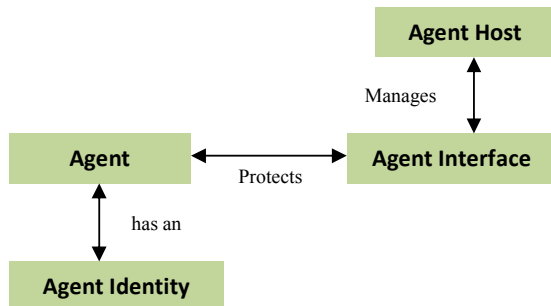 Agent Host
Manages
Agent
Agent Interface
Protects
has an
Agent Identity